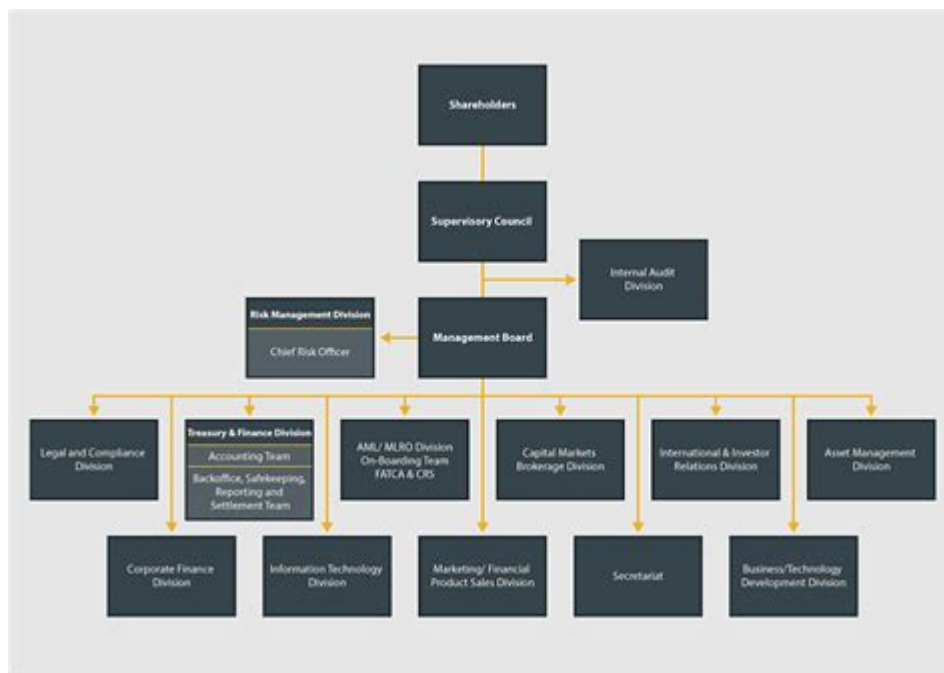 Shareholders
Supervisory Council
Internal Audit
Division
Risk Management Division
Chief Risk Officer
Management Board
Legal and Compliance
Division
Treasury & Finance Division
Accounting Team
Backoffice, Safekeeping,
Reporting and
Settlement Team
AML/ MLRO Division
On-Boarding Team
FATCA & CRS
Capital Markets
Brokerage Division
International & Investor
Relations Division
Asset Management
Division
Corporate Finance
Division
Information Technology
Division
Marketing/ Financial
Product Sales Division
Secretariat
Business/Technology
Development Division